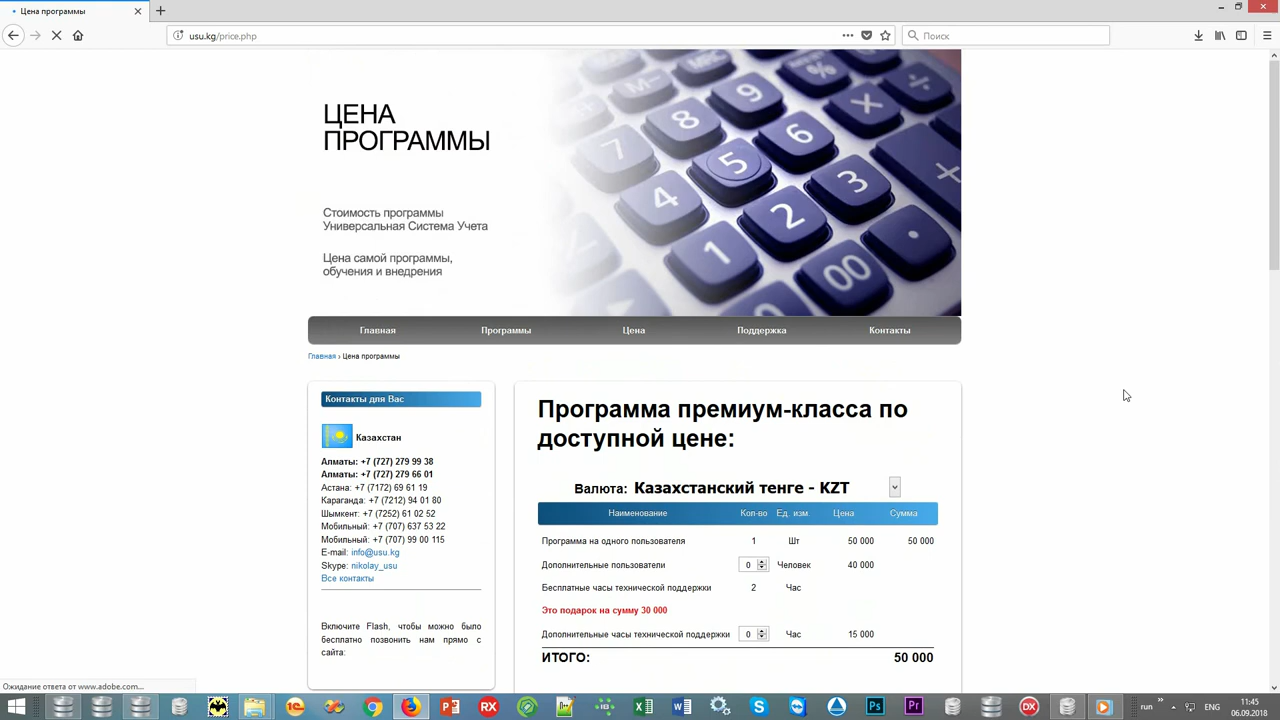 Цена программы
usu.kg/price.php
Поиск
ЦЕНА
ПРОГРАММЫ
Стоимость программы
Универсальная Система Учета
Цена самой программы,
обучения и внедрения
Главная Программы Цена Поддержка Контакты
Главная › Цена программы
Контакты для Вас
Казахстан
Алматы: +7 (727) 279 99 38
Алматы: +7 (727) 279 66 01
Астана: +7 (7172) 69 61 19
Караганда: +7 (7212) 94 01 80
Шымкент: +7 (7252) 61 02 52
Мобильный: +7 (707) 637 53 22
Мобильный: +7 (707) 99 00 115
E-mail: info@usu.kg
Skype: nikolay_usu
Все контакты
Включите Flash, чтобы можно было
бесплатно позвонить нам прямо с
сайта:
Программа премиум-класса по
доступной цене:
Валюта: Казахстанский тенге - KZT
Наименование Кол-во Ед. изм. Цена Сумма
Программа на одного пользователя 1 Шт 50 000 50 000
Дополнительные пользователи 0 Человек 40 000
Бесплатные часы технической поддержки 2 Час
Это подарок на сумму 30 000
Дополнительные часы технической поддержки 0 Час 15 000
ИТОГО: 50 000
Ожидание ответа от www.adobe.com...
run ENG
11:45
06.09.2018